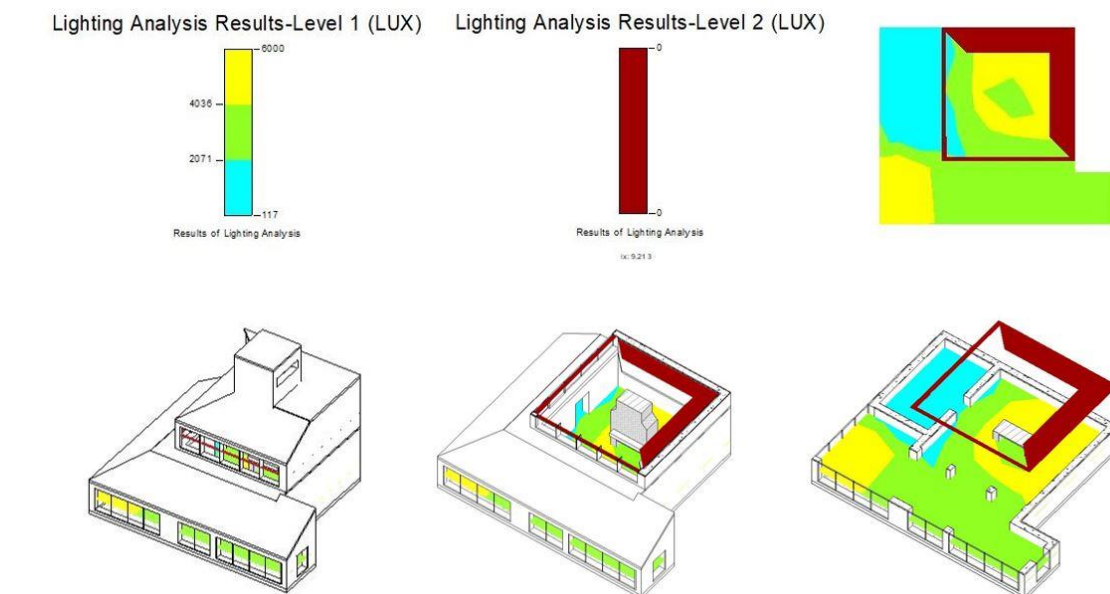 Lighting Analysis Results-Level 1 (LUX)
6000
4036
2071
117
Results of Lighting Analysis
Lighting Analysis Results-Level 2 (LUX)
0
0
Results of Lighting Analysis